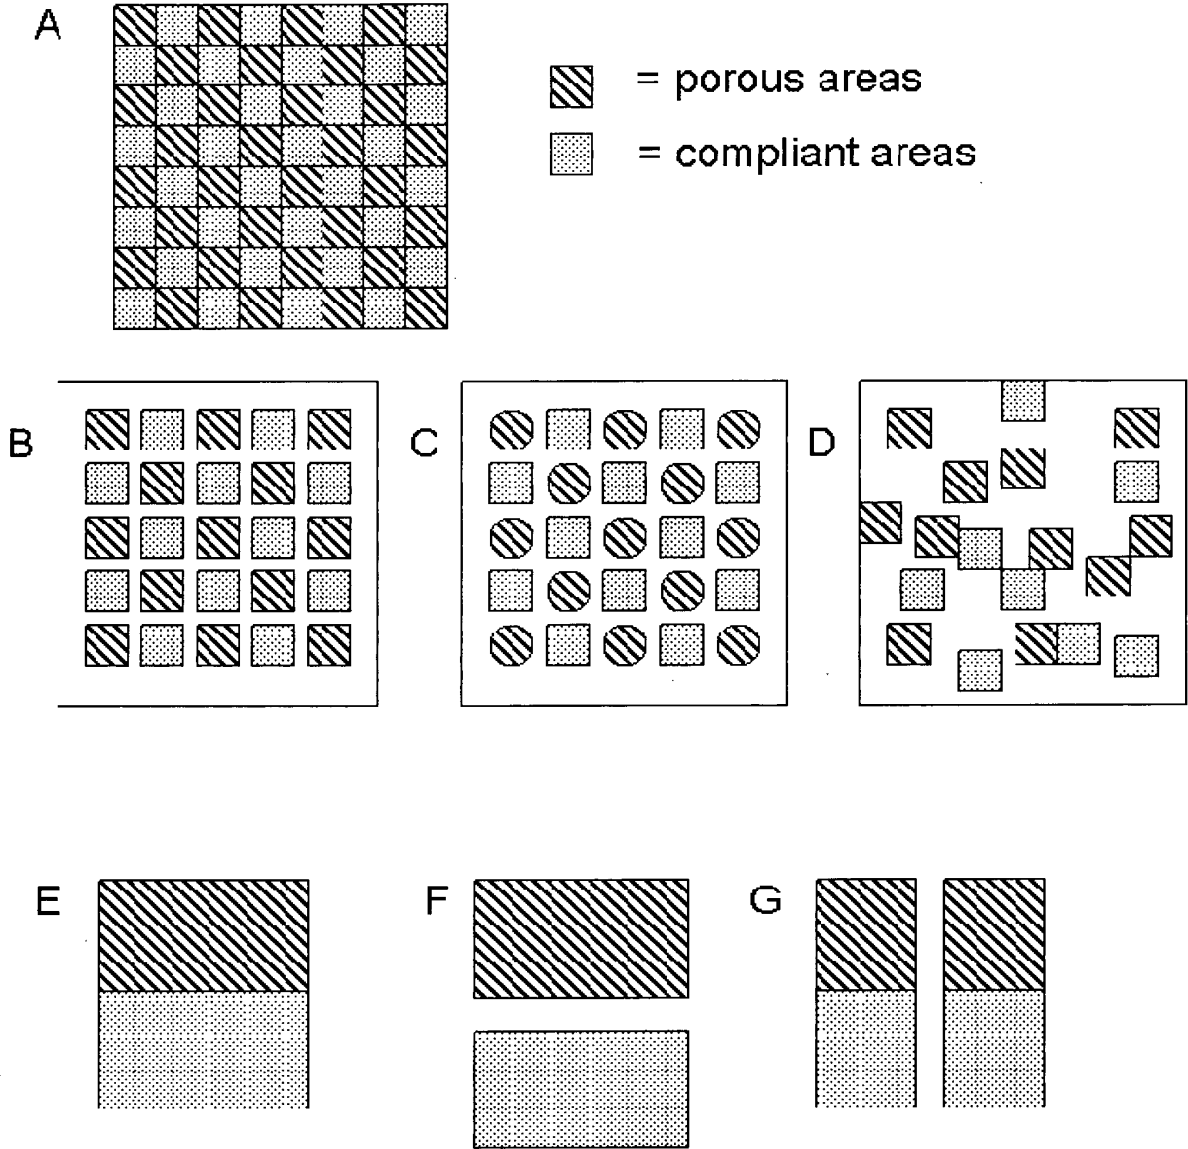 A
= porous areas
= compliant areas
B
C
D
E
F
G